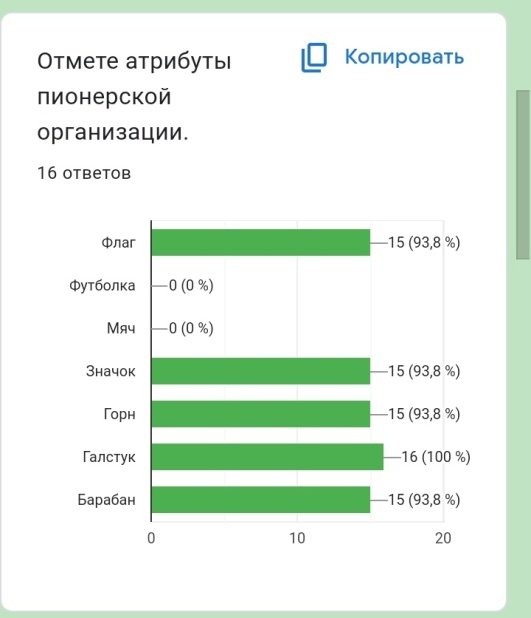 Отмете атрибуты
Копировать
пионерской
организации.
16 ответов
Флаг 15 (93,8 %)
Футболка 0 (0 %)
Мяч 0 (0 %)
Значок 15 (93,8 %)
Горн 15 (93,8 %)
Галстук 16 (100 %)
Барабан 15 (93,8 %)
0 10 20